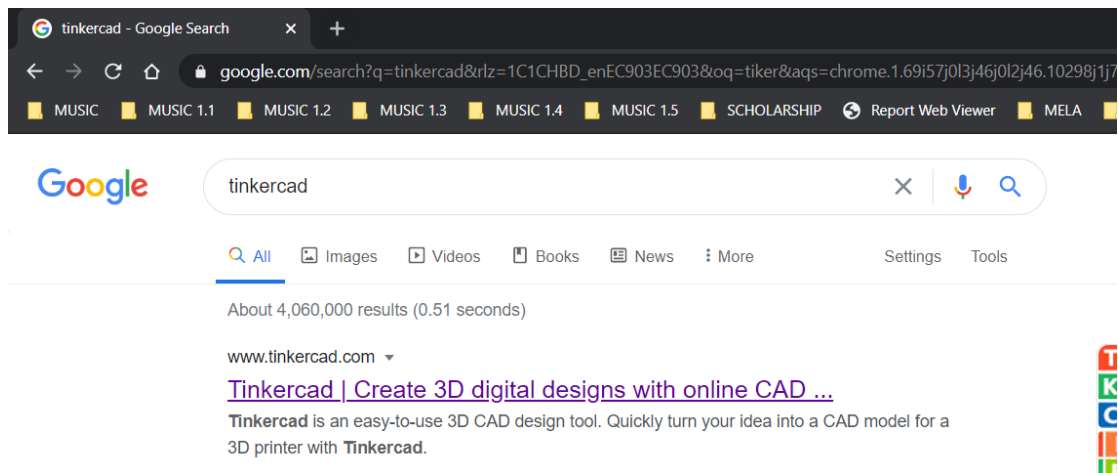 tinkercad - Google Search
google.com/search?q=tinkercad&rlz=1C1CHBD_enEC903EC903&oq=tiker&aqs=chrome.1.69i57j0l3j46j0l2j46.10298j1j7
MUSIC MUSIC 1.1 MUSIC 1.2 MUSIC 1.3 MUSIC 1.4 MUSIC 1.5 SCHOLARSHIP Report Web Viewer MELA
Google tinkercad
All Images Videos Books News More Settings Tools
About 4,060,000 results (0.51 seconds)
www.tinkercad.com
Tinkercad | Create 3D digital designs with online CAD ...
Tinkercad is an easy-to-use 3D CAD design tool. Quickly turn your idea into a CAD model for a
3D printer with Tinkercad.
T
K
C